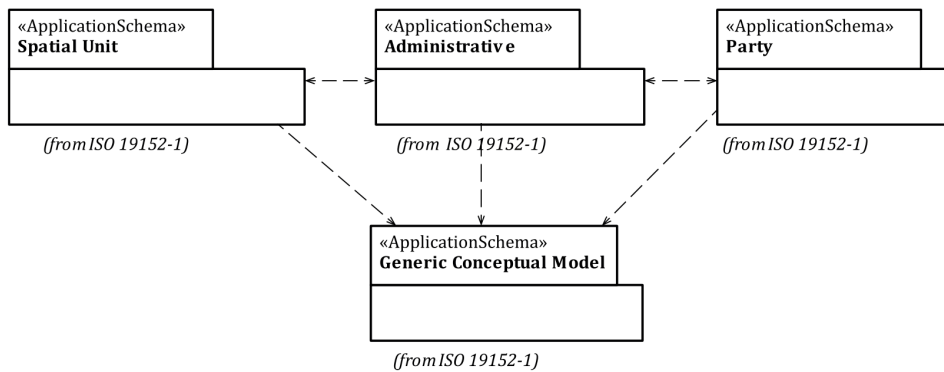 «ApplicationSchema»
Spatial Unit
«ApplicationSchema»
Administrative
«ApplicationSchema»
Party
(from ISO 19152-1)
(from ISO 19152-1)
(from ISO 19152-1)
«ApplicationSchema»
Generic Conceptual Model
(from ISO 19152-1)